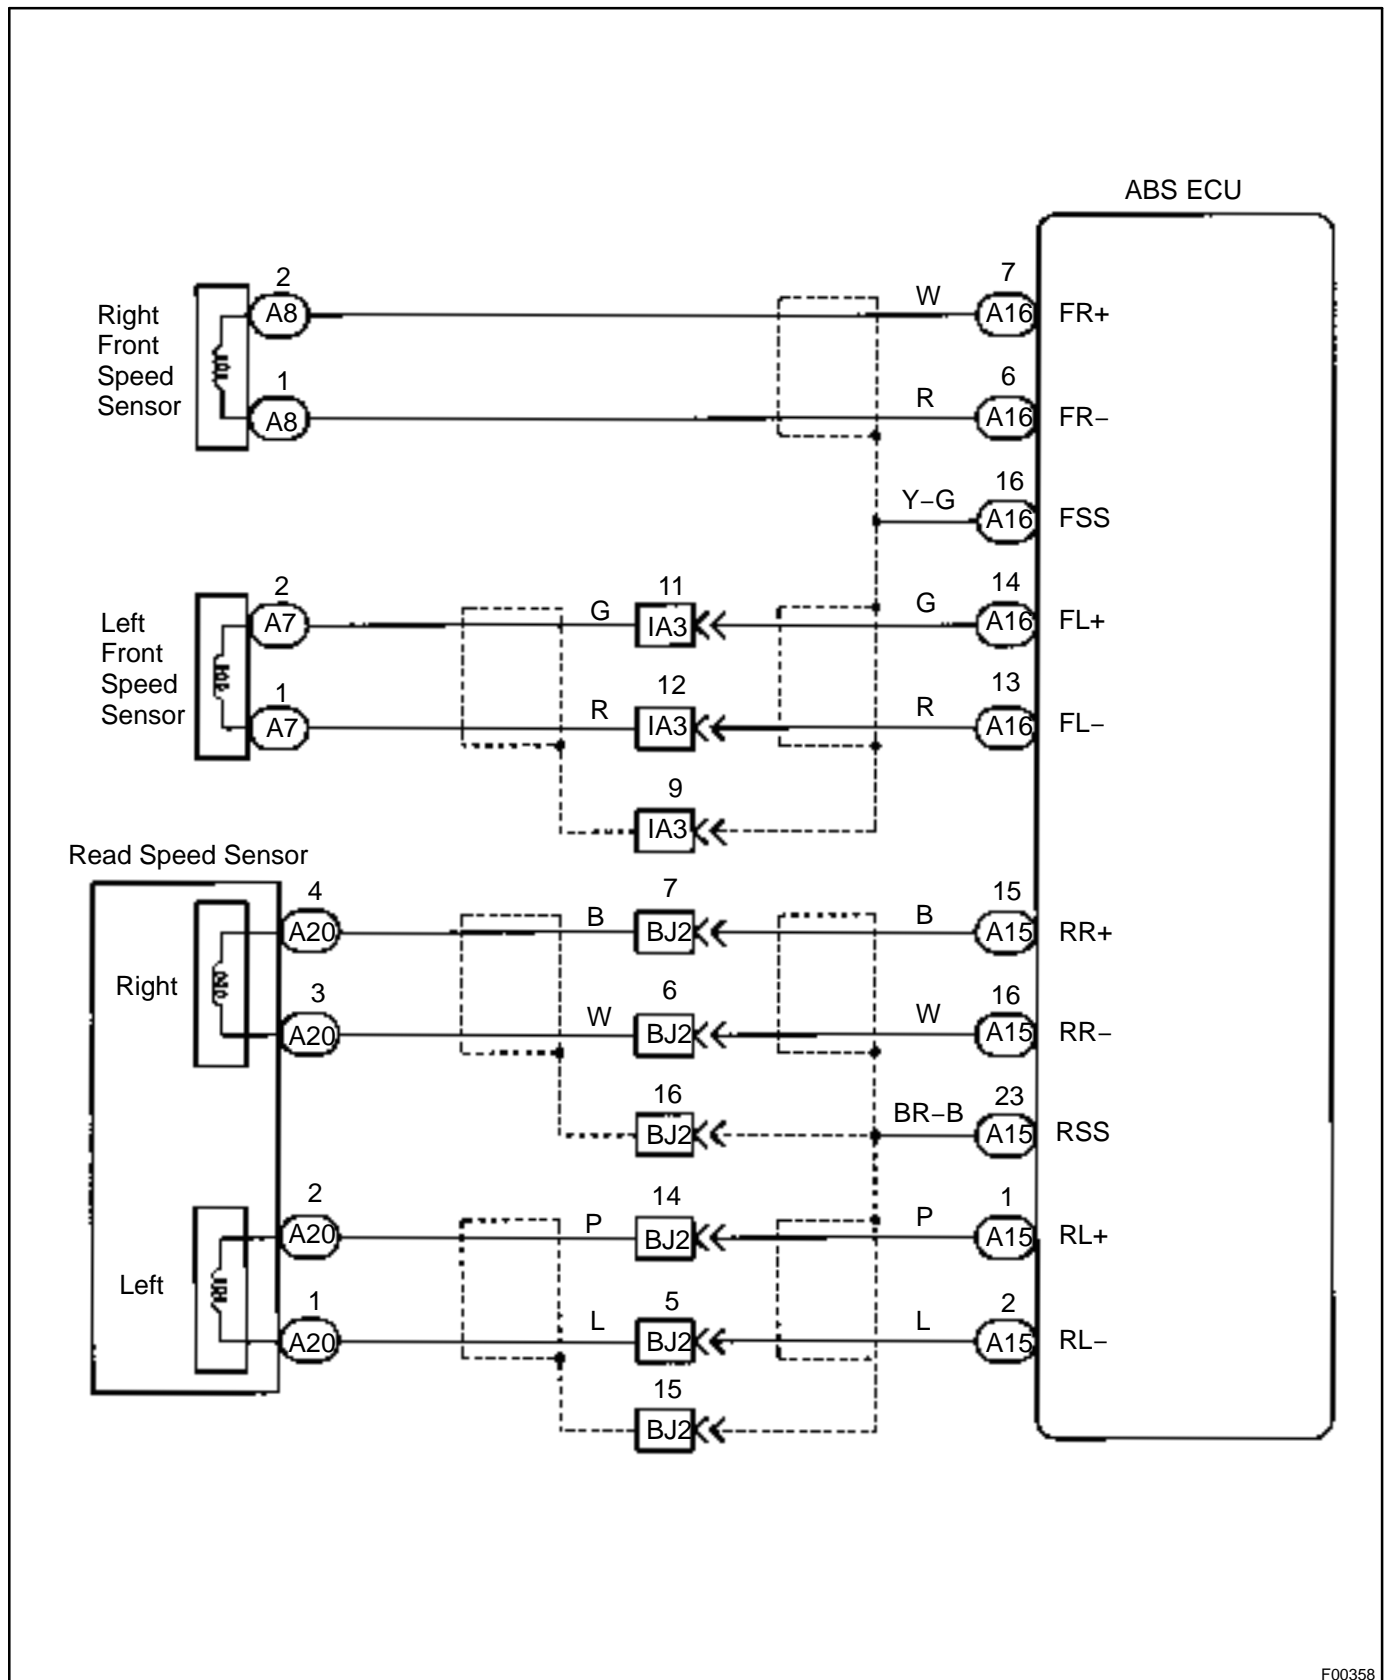 ABS ECU
Right
Front
Speed
Sensor
2
A8
W
7
A16
FR+
1
A8
R
6
A16
FR−
Y−G
16
A16
FSS
Left
Front
Speed
Sensor
2
A7
G
11
IA3
G
14
A16
FL+
1
A7
R
12
IA3
R
13
A16
FL−
9
IA3
Read Speed Sensor
Right
4
A20
B
7
BJ2
B
15
A15
RR+
3
A20
W
6
BJ2
W
16
A15
RR−
16
BJ2
BR−B
23
A15
RSS
Left
2
A20
P
14
BJ2
P
1
A15
RL+
1
A20
L
5
BJ2
L
2
A15
RL−
15
BJ2
F00358